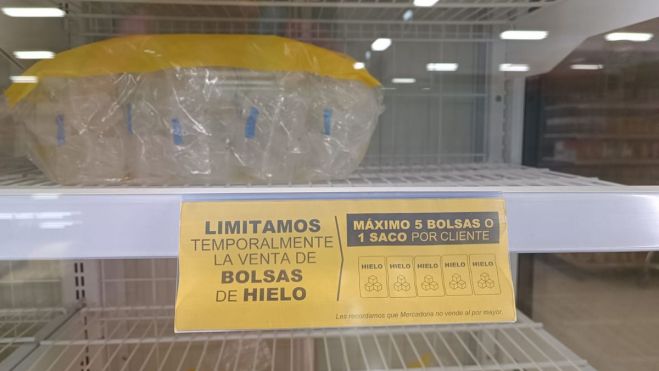 LIMITAMOS
TEMPORALMENTE
LA VENTA DE
BOLSAS
DE HIELO
MÁXIMO 5 BOLSAS O
1 SACO POR CLIENTE
HIELO HIELO HIELO HIELO HIELO
Les recordamos que Mercadona no vende al por mayor.